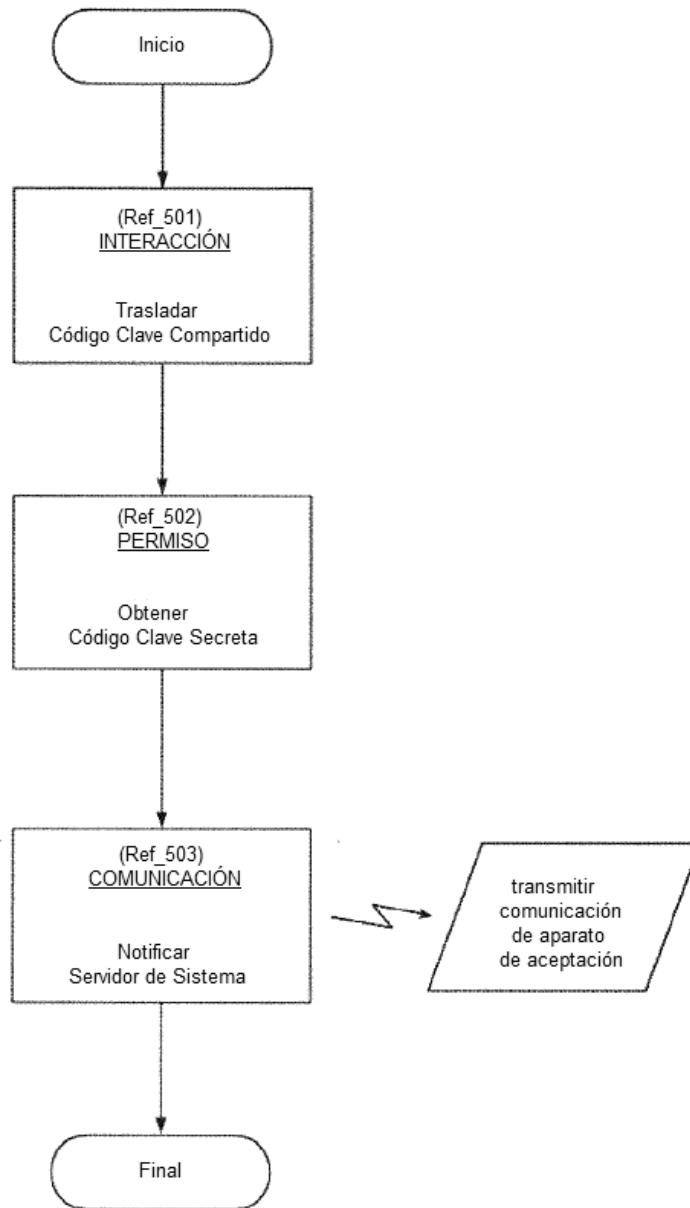 Inicio
(Ref_501)
INTERACCIÓN
Trasladar
Código Clave Compartido
(Ref_502)
PERMISO
Obtener
Código Clave Secreta
(Ref_503)
COMUNICACIÓN
Notificar
Servidor de Sistema
transmitir
comunicación
de aparato
de aceptación
Final